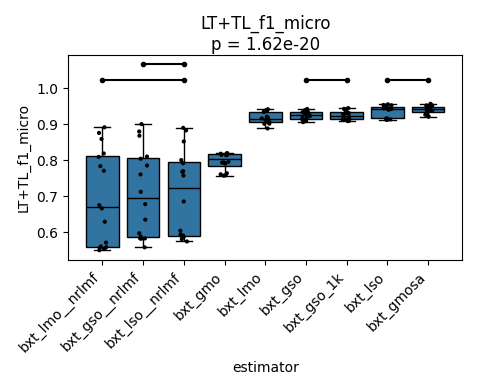 LT+TL_f1_micro
p = 1.62e-20
LT+TL_f1_micro
1.0
0.9
0.8
0.7
0.6
bxt_lmo__nrlmf
bxt_gso__nrlmf
bxt_lso__nrlmf
bxt_gmo
bxt_lmo
bxt_gso
bxt_gso_1k
bxt_lso
bxt_gmosa
estimator